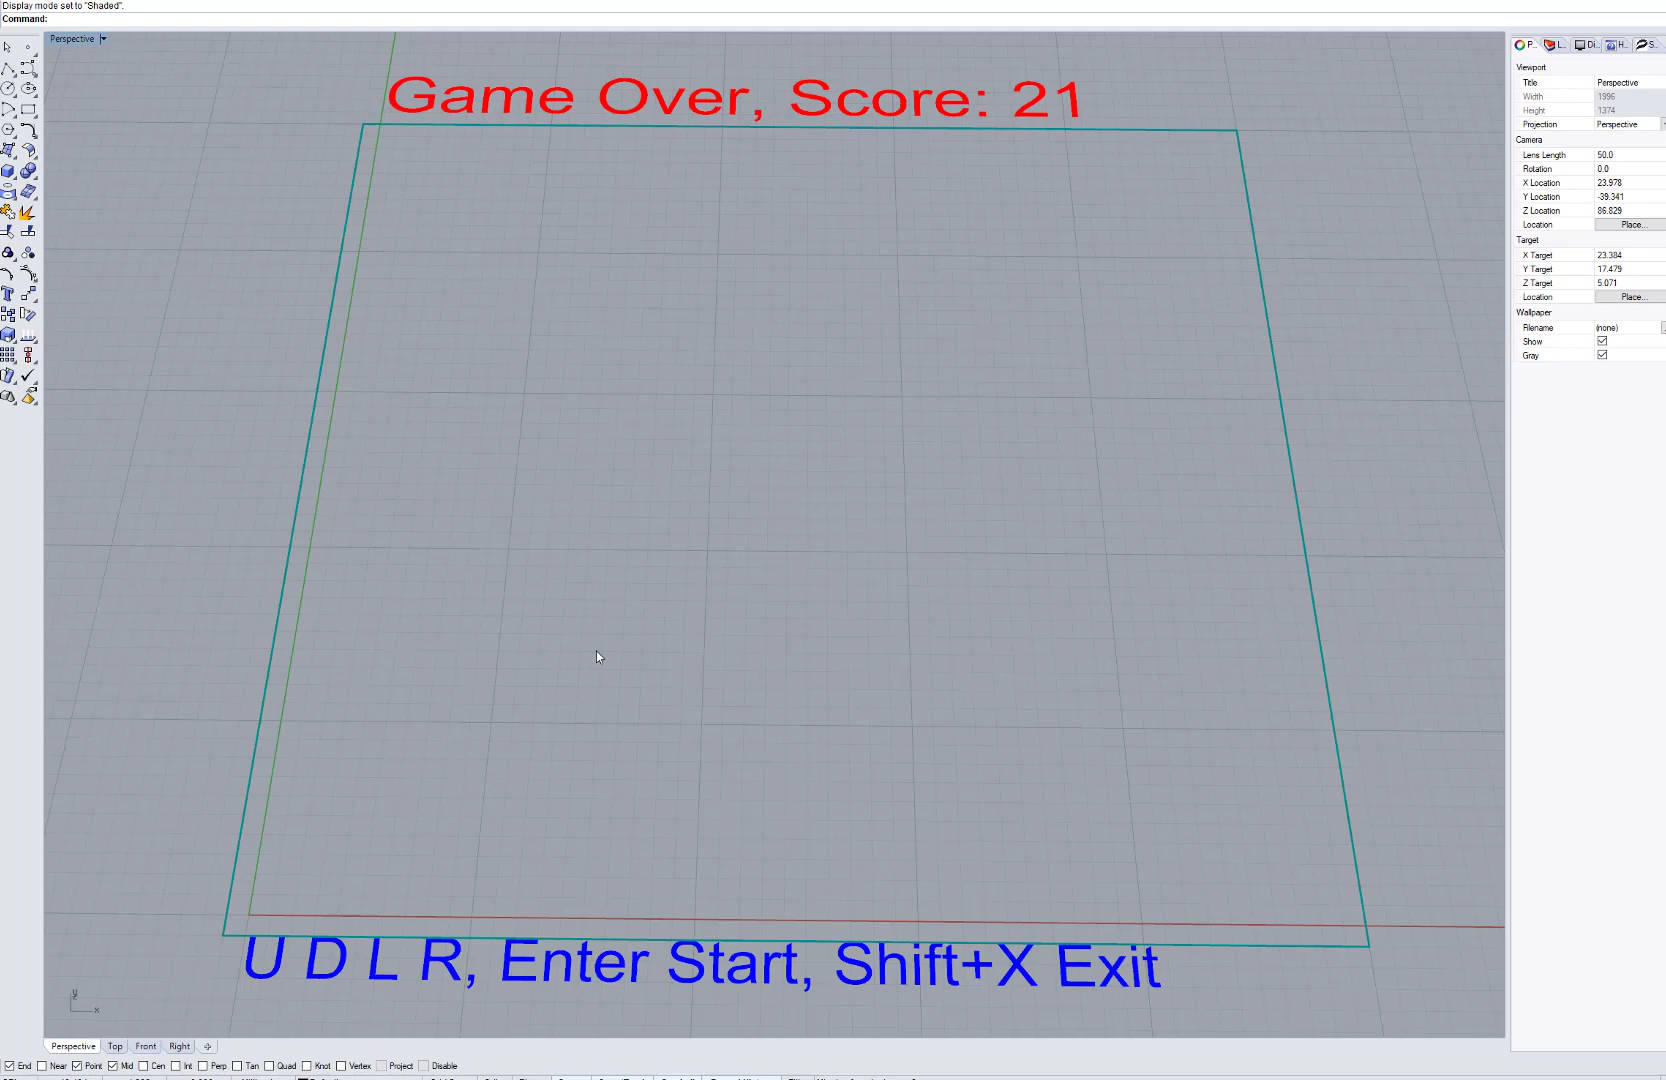 Display mode set to "Shaded".
Command:
Perspective
P... L... Di... H... S...
Viewport
Title Perspective
Width 1996
Height 1374
Projection Perspective
Camera
Lens Length 50.0
Rotation 0.0
X Location 23.978
Y Location -39.341
Z Location 86.829
Location Place...
Target
X Target 23.384
Y Target 17.479
Z Target 5.071
Location Place...
Wallpaper
Filename (none)
Show
Gray
Game Over, Score: 21
U D L R, Enter Start, Shift+X Exit
y
x
Perspective Top Front Right
End Near Point Mid Cen Int Perp Tan Quad Knot Vertex Project Disable